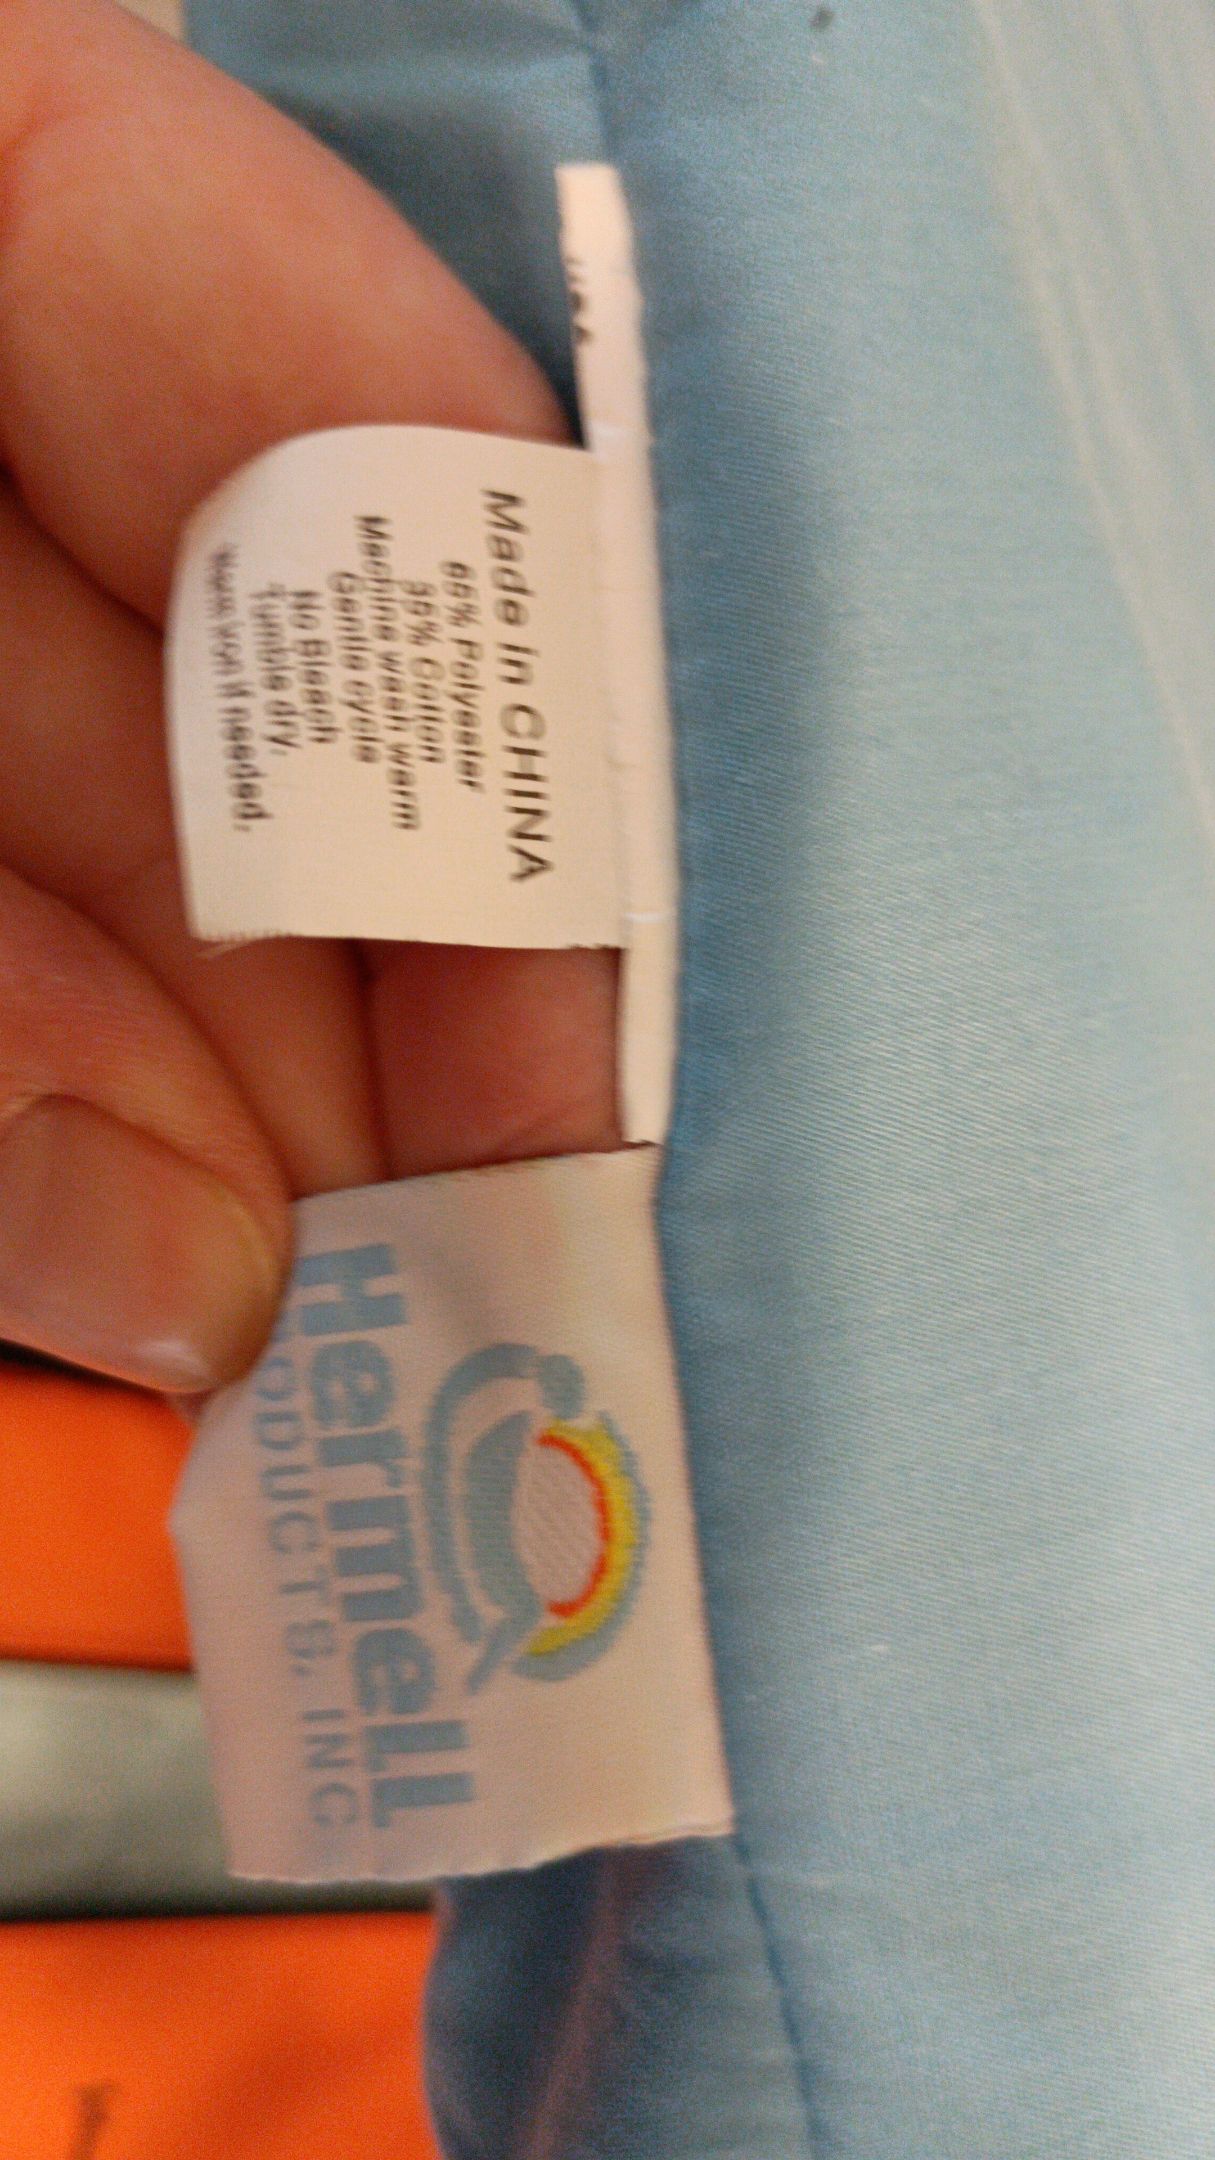 USA
Made in CHINA
65% Polyester
35% Cotton
Machine wash warm
Gentle cycle
No Bleach
Tumble dry,
Warm iron if needed.
Hermell
PRODUCTS, INC